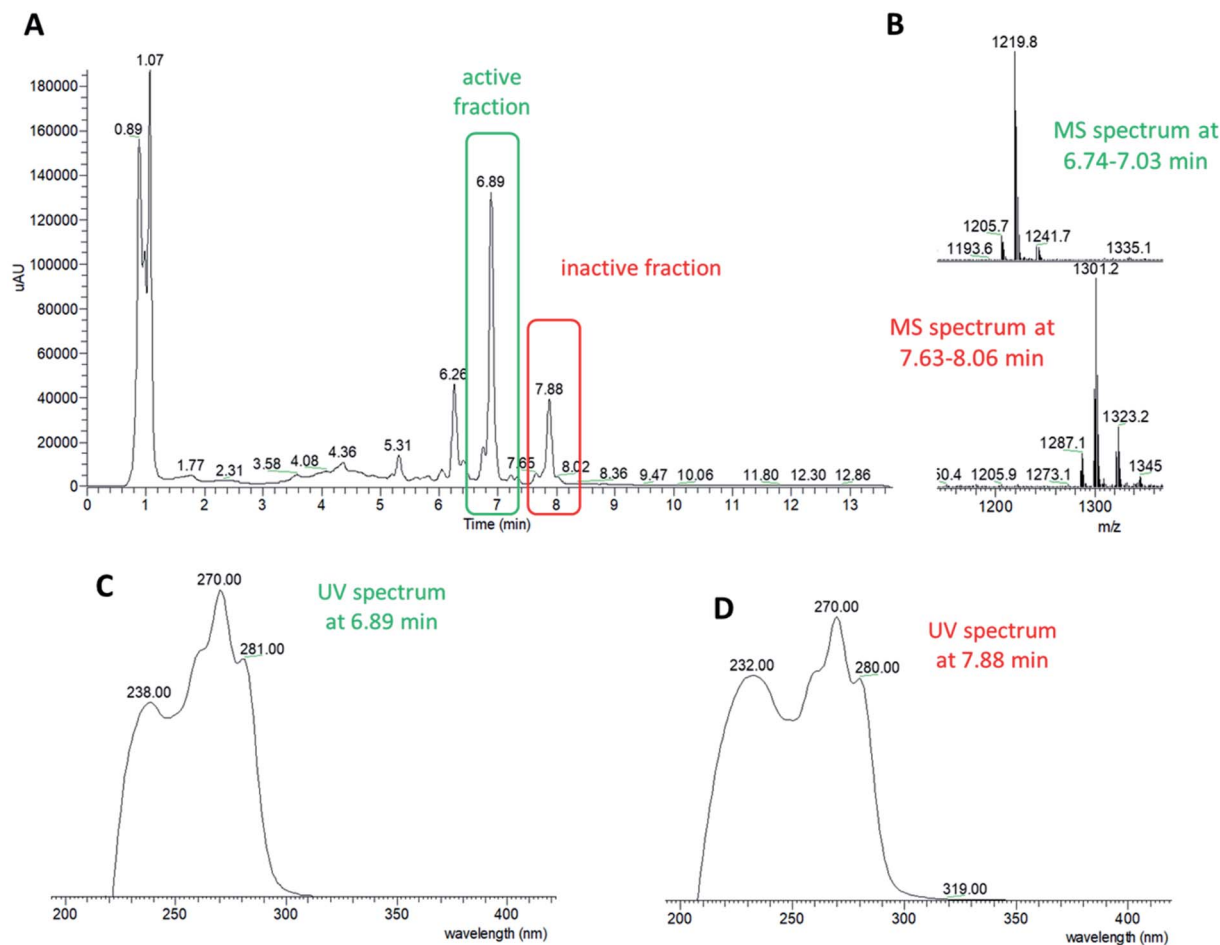 A
1.07
180000
160000
0.89
140000
120000
100000
80000
60000
40000
20000
0
uAU
active
fraction
6.89
inactive fraction
6.26
7.88
1.77
2.31
3.58
4.08
4.36
5.31
7.65
8.02
8.36
9.47
10.06
11.80
12.30
12.86
0 1 2 3 4 5 6 7 8 9 10 11 12 13
Time (min)
B
1219.8
MS spectrum at
6.74-7.03 min
1205.7
1241.7
1193.6
1335.1
1301.2
MS spectrum at
7.63-8.06 min
1323.2
1287.1
1345
50.4
1205.9
1273.1
1200 1300
m/z
C
270.00
UV spectrum
at 6.89 min
281.00
238.00
200 250 300 350 400
wavelength (nm)
D
270.00
UV spectrum
at 7.88 min
232.00
280.00
319.00
200 250 300 350 400
wavelength (nm)